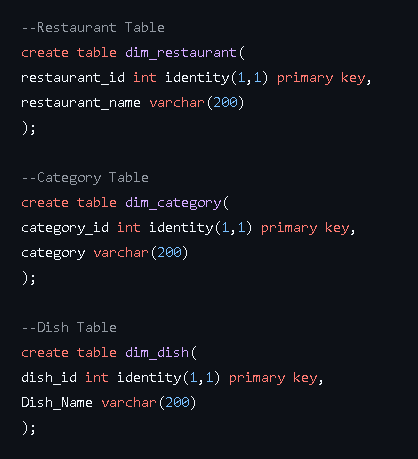 --Restaurant Table
create table dim_restaurant(
restaurant_id int identity(1,1) primary key,
restaurant_name varchar(200)
);
--Category Table
create table dim_category(
category_id int identity(1,1) primary key,
category varchar(200)
);
--Dish Table
create table dim_dish(
dish_id int identity(1,1) primary key,
Dish_Name varchar(200)
);